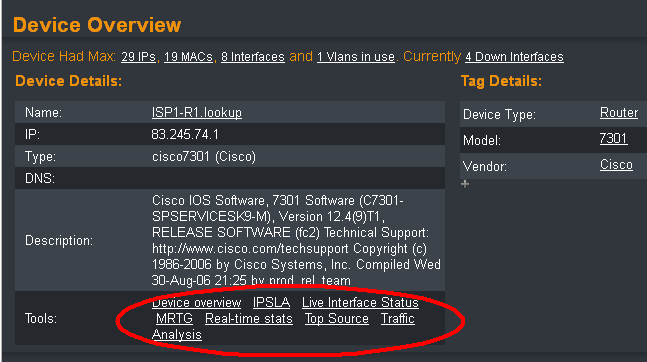 Device Overview
Device Had Max: 29 IPs, 19 MACs, 8 Interfaces and 1 Vlans in use. Currently 4 Down Interfaces
Device Details:
Name: ISP1-R1.lookup
IP: 83.245.74.1
Type: cisco7301 (Cisco)
DNS:
Description:
Cisco IOS Software, 7301 Software (C7301-
SPSERVICESK9-M), Version 12.4(9)T1,
RELEASE SOFTWARE (fc2) Technical Support:
http://www.cisco.com/techsupport Copyright (c)
1986-2006 by Cisco Systems, Inc. Compiled Wed
30-Aug-06 21:25 by prod_rel_team
Tools:
Device overview IPSLA Live Interface Status
MRTG Real-time stats Top Source Traffic
Analysis
Tag Details:
Device Type: Router
Model: 7301
Vendor: Cisco
+